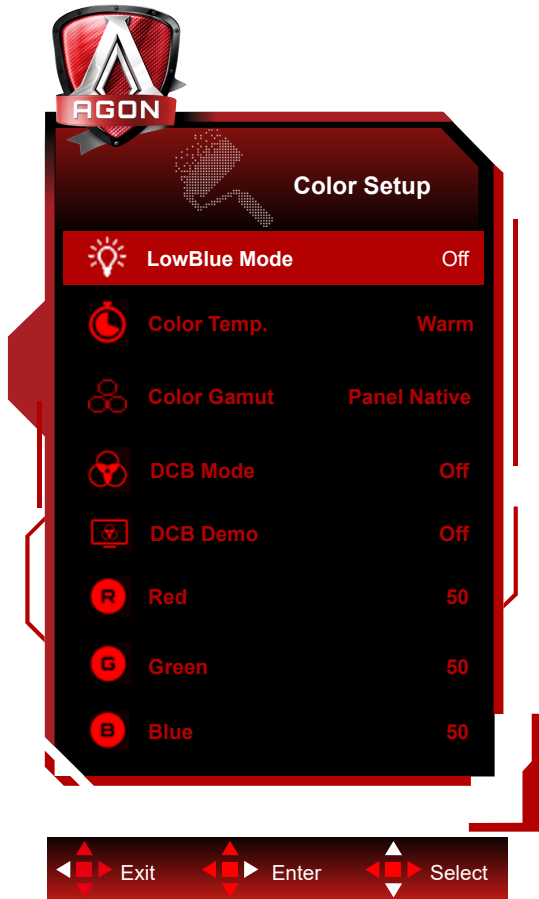 AGON
Color Setup
LowBlue Mode Off
Color Temp. Warm
Color Gamut Panel Native
DCB Mode Off
DCB Demo Off
R Red 50
G Green 50
B Blue 50
Exit Enter Select